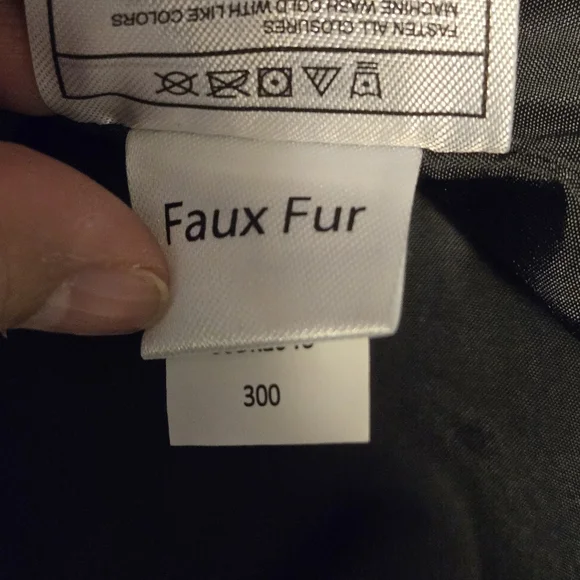 FASTEN ALL CLOSURES
MACHINE WASH COLD WITH LIKE COLORS
Faux Fur
300